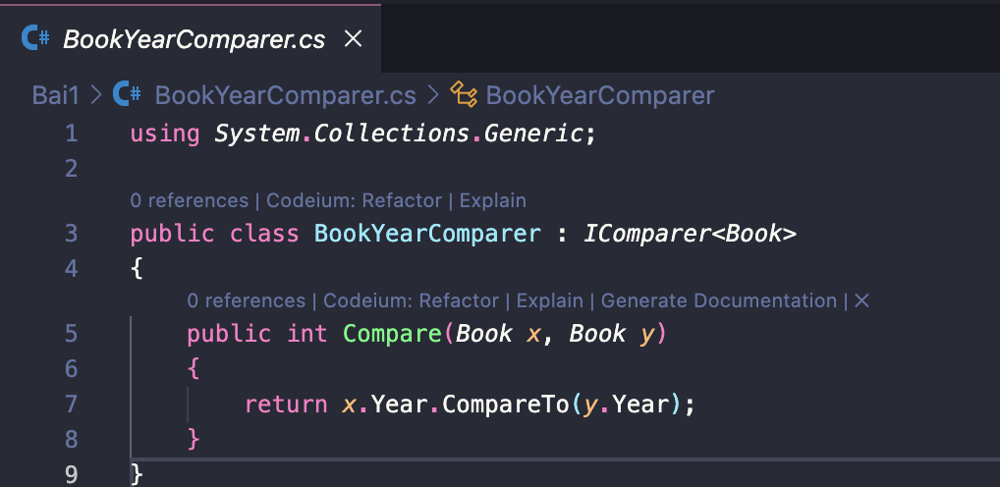 BookYearComparer.cs
Bai1 > BookYearComparer.cs > BookYearComparer
1 using System.Collections.Generic;
2
0 references | Codeium: Refactor | Explain
3 public class BookYearComparer : IComparer<Book>
4 {
0 references | Codeium: Refactor | Explain | Generate Documentation | ×
5 public int Compare(Book x, Book y)
6 {
7 return x.Year.CompareTo(y.Year);
8 }
9 }